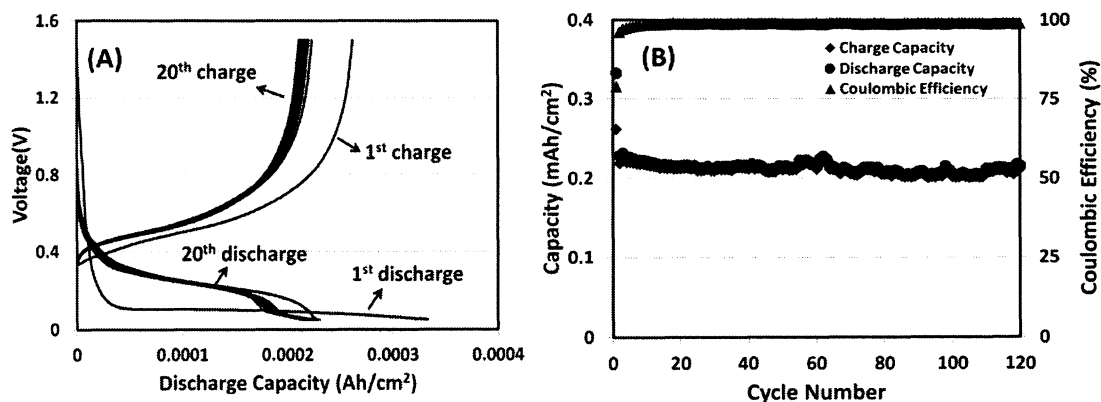 (A)
Voltage(V)
1.6
1.2
0.8
0.4
0
20th charge
1st charge
20th discharge
1st discharge
0
0.0001
0.0002
0.0003
0.0004
Discharge Capacity (Ah/cm²)
(B)
Capacity (mAh/cm²)
0.4
0.3
0.2
0.1
0
Charge Capacity
Discharge Capacity
Coulombic Efficiency
100
75
50
25
0
Coulombic Efficiency (%)
0
20
40
60
80
100
120
Cycle Number